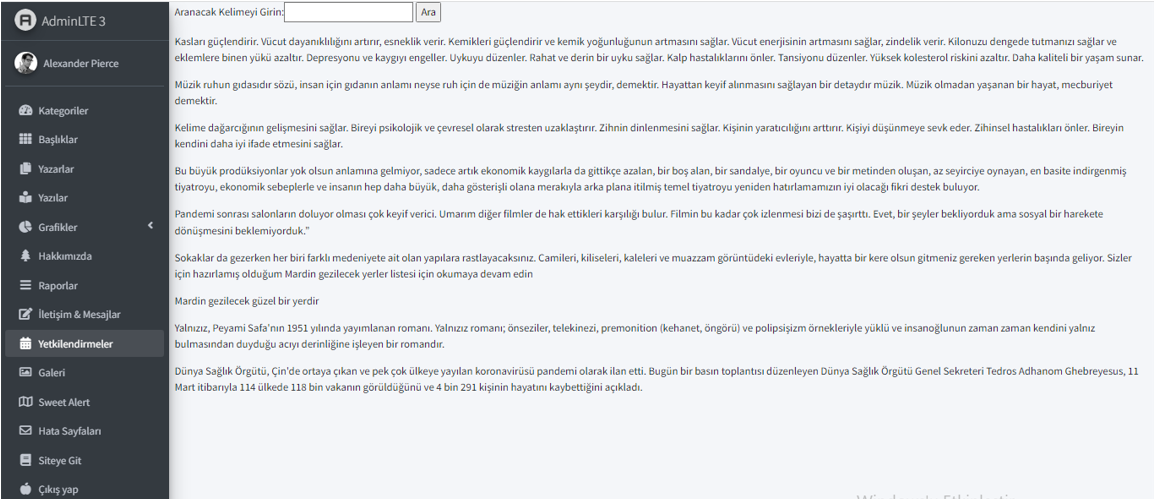 AdminLTE 3
Alexander Pierce
Kategoriler
Başlıklar
Yazarlar
Yazılar
Grafikler
Hakkımızda
Raporlar
İletişim & Mesajlar
Yetkilendirmeler
Galeri
Sweet Alert
Hata Sayfaları
Siteye Git
Çıkış yap
Aranacak Kelimeyi Girin: Ara
Kasları güçlendirir. Vücut dayanıklılığını artırır, esneklik verir. Kemikleri güçlendirir ve kemik yoğunluğunun artmasını sağlar. Vücut enerjisinin artmasını sağlar, zindelik verir. Kilonuzu dengede tutmanızı sağlar ve
eklemlere binen yükü azaltır. Depresyonu ve kaygıyı engeller. Uykuyu düzenler. Rahat ve derin bir uyku sağlar. Kalp hastalıklarını önler. Tansiyonu düzenler. Yüksek kolesterol riskini azaltır. Daha kaliteli bir yaşam sunar.
Müzik ruhun gıdasıdır sözü, insan için gıdanın anlamı neyse ruh için de müziğin anlamı aynı şeydir, demektir. Hayattan keyif alınmasını sağlayan bir detaydır müzik. Müzik olmadan yaşanan bir hayat, mecburiyet
demektir.
Kelime dağarcığının gelişmesini sağlar. Bireyi psikolojik ve çevresel olarak stresten uzaklaştırır. Zihnin dinlenmesini sağlar. Kişinin yaratıcılığını arttırır. Kişiyi düşünmeye sevk eder. Zihinsel hastalıkları önler. Bireyin
kendini daha iyi ifade etmesini sağlar.
Bu büyük prodüksiyonlar yok olsun anlamına gelmiyor, sadece artık ekonomik kaygılarla da gittikçe azalan, bir boş alan, bir sandalye, bir oyuncu ve bir metinden oluşan, az seyirciye oynayan, en basite indirgenmiş
tiyatroyu, ekonomik sebeplerle ve insanın hep daha büyük, daha gösterişli olana merakıyla arka plana itilmiş temel tiyatroyu yeniden hatırlamamızın iyi olacağı fikri destek buluyor.
Pandemi sonrası salonların doluyor olması çok keyif verici. Umarım diğer filmler de hak ettikleri karşılığı bulur. Filmin bu kadar çok izlenmesi bizi de şaşırttı. Evet, bir şeyler bekliyorduk ama sosyal bir harekete
dönüşmesini beklemiyorduk."
Sokaklar da gezerken her biri farklı medeniyete ait olan yapılara rastlayacaksınız. Camileri, kiliseleri, kaleleri ve muazzam görüntüdeki evleriyle, hayatta bir kere olsun gitmeniz gereken yerlerin başında geliyor. Sizler
için hazırlamış olduğum Mardin gezilecek yerler listesi için okumaya devam edin
Mardin gezilecek güzel bir yerdir
Yalnızız, Peyami Safa'nın 1951 yılında yayımlanan romanı. Yalnızız romanı; önseziler, telekinezi, premonition (kehanet, öngörü) ve polipsişizm örnekleriyle yüklü ve insanoğlunun zaman zaman kendini yalnız
bulmasından duyduğu acıyı derinliğine işleyen bir romandır.
Dünya Sağlık Örgütü, Çin'de ortaya çıkan ve pek çok ülkeye yayılan koronavirüsü pandemi olarak ilan etti. Bugün bir basın toplantısı düzenleyen Dünya Sağlık Örgütü Genel Sekreteri Tedros Adhanom Ghebreyesus, 11
Mart itibarıyla 114 ülkede 118 bin vakanın görüldüğünü ve 4 bin 291 kişinin hayatını kaybettiğini açıkladı.